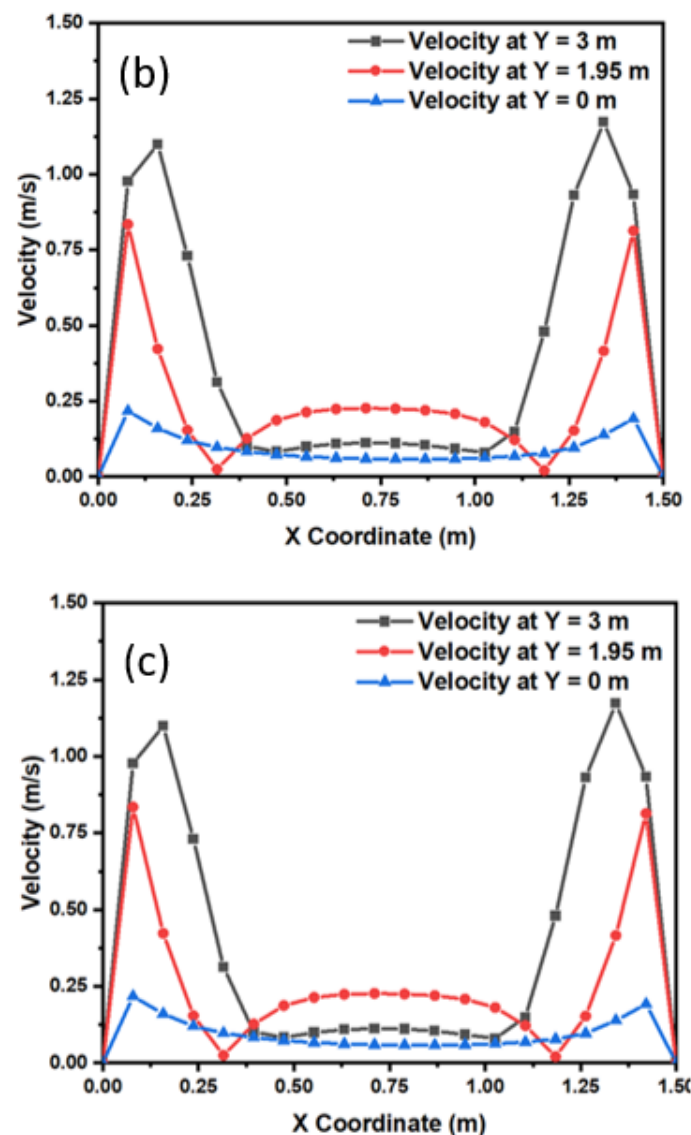 1.50
Velocity at Y = 3 m
(b)
Velocity at Y = 1.95 m
1.25
Velocity at Y = 0 m
1.00
Velocity (m/s)
0.75
0.50
0.25
0.00
0.00 0.25 0.50 0.75 1.00 1.25 1.50
X Coordinate (m)
1.50
Velocity at Y = 3 m
(c)
Velocity at Y = 1.95 m
1.25
Velocity at Y = 0 m
1.00
Velocity (m/s)
0.75
0.50
0.25
0.00
0.00 0.25 0.50 0.75 1.00 1.25 1.50
X Coordinate (m)